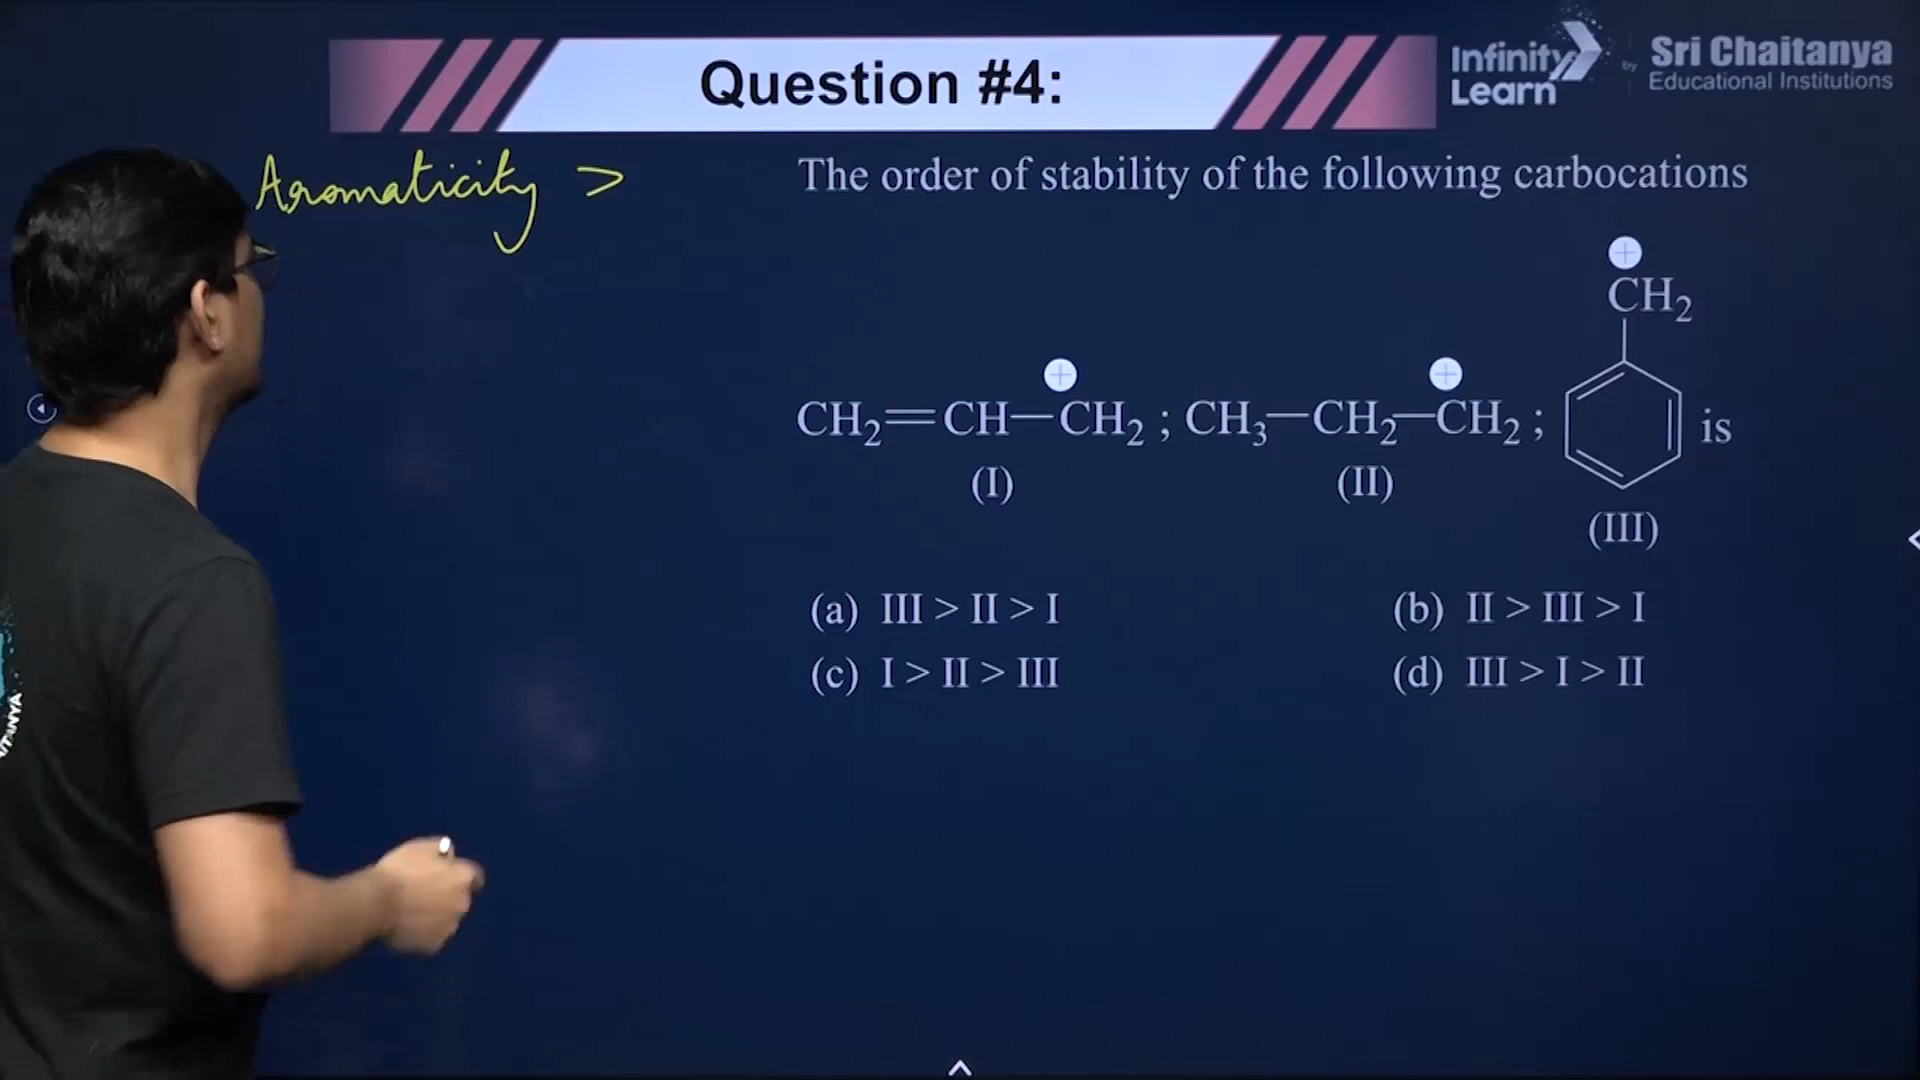 Question #4:
Infinity Learn by Sri Chaitanya Educational Institutions
Aromaticity >
The order of stability of the following carbocations
CH₂=CH—CH₂⊕ ; CH₃—CH₂—CH₂⊕ ; CH₂⊕ is
(I) (II) (III)
(a) III > II > I
(b) II > III > I
(c) I > II > III
(d) III > I > II